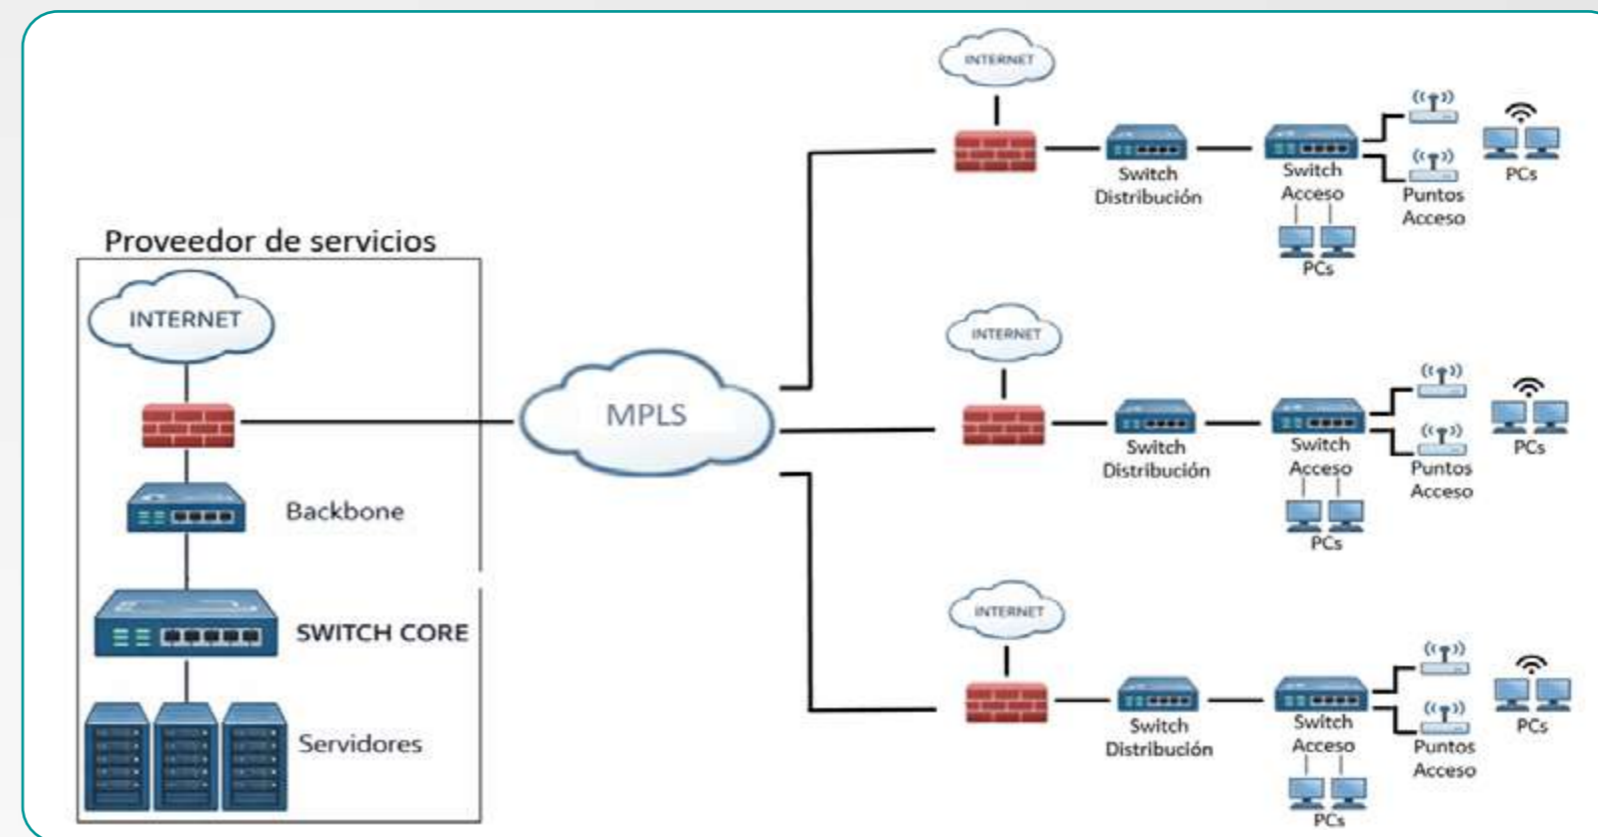 Proveedor de servicios
INTERNET
Backbone
SWITCH CORE
Servidores
MPLS
INTERNET
Switch
Distribución
Switch
Acceso
PCs
Puntos
Acceso
PCs
INTERNET
Switch
Distribución
Switch
Acceso
PCs
Puntos
Acceso
PCs
INTERNET
Switch
Distribución
Switch
Acceso
PCs
Puntos
Acceso
PCs